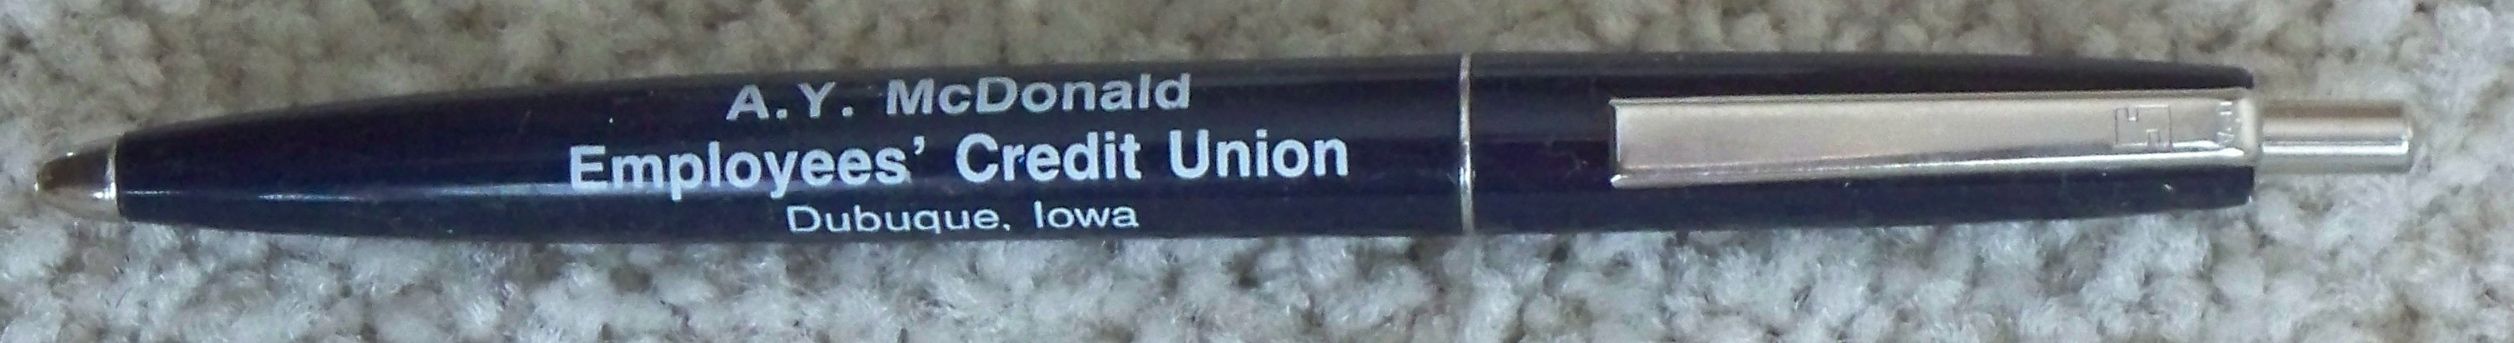 A.Y. McDonald
Employees' Credit Union
Dubuque, Iowa